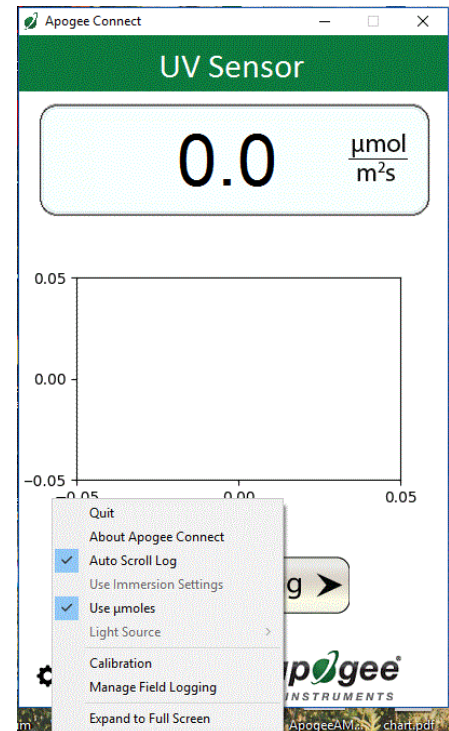 Apogee Connect
UV Sensor
0.0 µmol
m²s
0.05
0.00
−0.05
−0.05 0.00 0.05
Quit
About Apogee Connect
Auto Scroll Log
Use Immersion Settings
g
Use µmoles
Light Source
Calibration
Manage Field Logging
Expand to Full Screen
apogee
INSTRUMENTS
ApogeeAM... chart.pdf